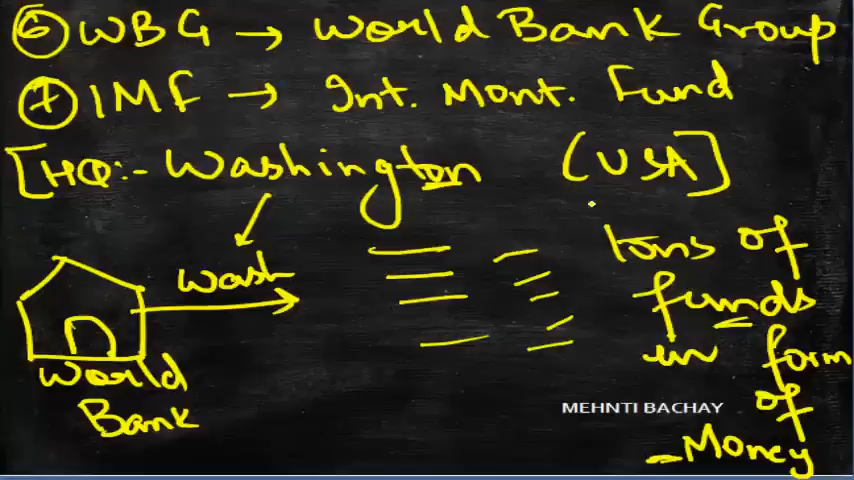 ⑥ WBG → World Bank Group
⑦ IMF → Int. Mont. Fund
[HQ:- Washington (USA]
Wash
World
Bank
tons of
funds
in form
of
Money
MEHNTI BACHAY